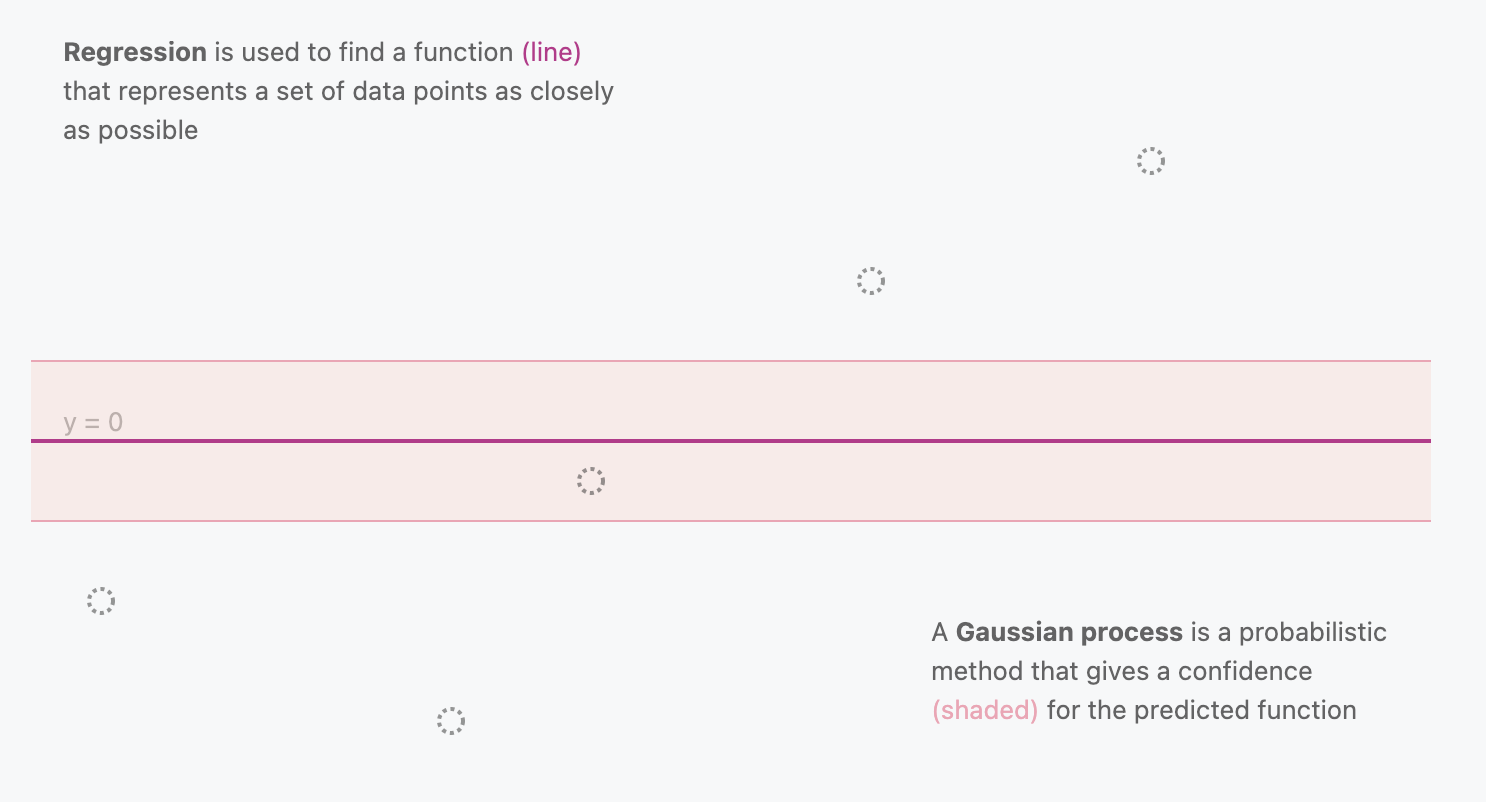 Regression is used to find a function (line)
that represents a set of data points as closely
as possible
y = 0
A Gaussian process is a probabilistic
method that gives a confidence
(shaded) for the predicted function